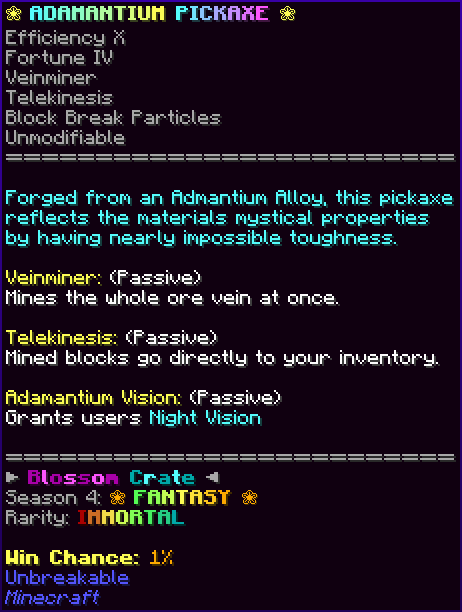 ❀ ADAMANTIUM PICKAXE ❀
Efficiency X
Fortune IV
Veinminer
Telekinesis
Block Break Particles
Unmodifiable
Forged from an Admantium Alloy, this pickaxe
reflects the materials mystical properties
by having nearly impossible toughness.
Veinminer: (Passive)
Mines the whole ore vein at once.
Telekinesis: (Passive)
Mined blocks go directly to your inventory.
Adamantium Vision: (Passive)
Grants users Night Vision
► Blossom Crate ◄
Season 4: ❀ FANTASY ❀
Rarity: IMMORTAL
Win Chance: 1%
Unbreakable
Minecraft